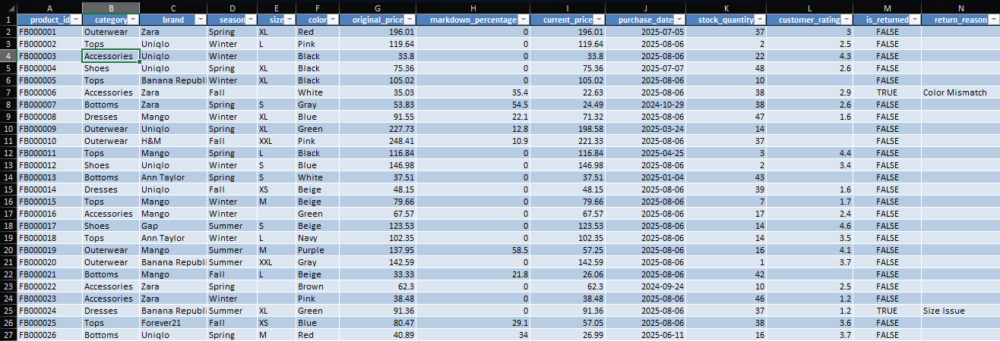 A B C D E F G H I J K L M N
1 product_id category brand season size color original_price markdown_percentage current_price purchase_date stock_quantity customer_rating is_returned return_reason
2 FB000001 Outerwear Zara Spring XL Red 196.01 0 196.01 2025-07-05 37 3 FALSE
3 FB000002 Tops Uniqlo Winter L Pink 119.64 0 119.64 2025-08-06 2 2.5 FALSE
4 FB000003 Accessories Uniqlo Winter Black 33.8 0 33.8 2025-08-06 22 4.3 FALSE
5 FB000004 Shoes Uniqlo Spring XL Black 75.36 0 75.36 2025-07-07 48 2.6 FALSE
6 FB000005 Tops Banana Republi Winter XL Black 105.02 0 105.02 2025-08-06 10 FALSE
7 FB000006 Accessories Zara Fall White 35.03 35.4 22.63 2025-08-06 38 2.9 TRUE Color Mismatch
8 FB000007 Bottoms Zara Spring S Gray 53.83 54.5 24.49 2024-10-29 38 2.6 FALSE
9 FB000008 Dresses Mango Winter XL Blue 91.55 22.1 71.32 2025-08-06 47 1.6 FALSE
10 FB000009 Outerwear Uniqlo Spring XL Green 227.73 12.8 198.58 2025-03-24 14 FALSE
11 FB000010 Outerwear H&M Fall XXL Pink 248.41 10.9 221.33 2025-08-06 37 FALSE
12 FB000011 Tops Mango Spring L Black 116.84 0 116.84 2025-04-25 3 4.4 FALSE
13 FB000012 Shoes Uniqlo Winter S Blue 146.98 0 146.98 2025-08-06 2 3.4 FALSE
14 FB000013 Bottoms Ann Taylor Spring S White 37.51 0 37.51 2025-01-04 43 FALSE
15 FB000014 Dresses Uniqlo Fall XS Beige 48.15 0 48.15 2025-08-06 39 1.6 FALSE
16 FB000015 Tops Mango Winter M Beige 79.66 0 79.66 2025-08-06 7 1.7 FALSE
17 FB000016 Accessories Mango Winter Green 67.57 0 67.57 2025-08-06 17 2.4 FALSE
18 FB000017 Shoes Gap Summer S Beige 123.53 0 123.53 2025-08-06 14 4.6 FALSE
19 FB000018 Tops Ann Taylor Winter L Navy 102.35 0 102.35 2025-08-06 14 3.5 FALSE
20 FB000019 Outerwear Mango Summer M Purple 137.95 58.5 57.25 2025-08-06 16 4.1 FALSE
21 FB000020 Outerwear Banana Republi Summer XXL Gray 142.59 0 142.59 2025-08-06 1 3.7 FALSE
22 FB000021 Bottoms Mango Fall L Beige 33.33 21.8 26.06 2025-08-06 42 FALSE
23 FB000022 Accessories Zara Spring Brown 62.3 0 62.3 2024-09-24 10 2.5 FALSE
24 FB000023 Accessories Zara Winter Pink 38.48 0 38.48 2025-08-06 46 1.2 FALSE
25 FB000024 Dresses Banana Republi Summer XL Green 91.36 0 91.36 2025-08-06 37 1.2 TRUE Size Issue
26 FB000025 Tops Forever21 Fall XS Blue 80.47 29.1 57.05 2025-08-06 38 3.6 FALSE
27 FB000026 Bottoms Uniqlo Spring M Red 40.89 34 26.99 2025-06-11 16 3.7 FALSE